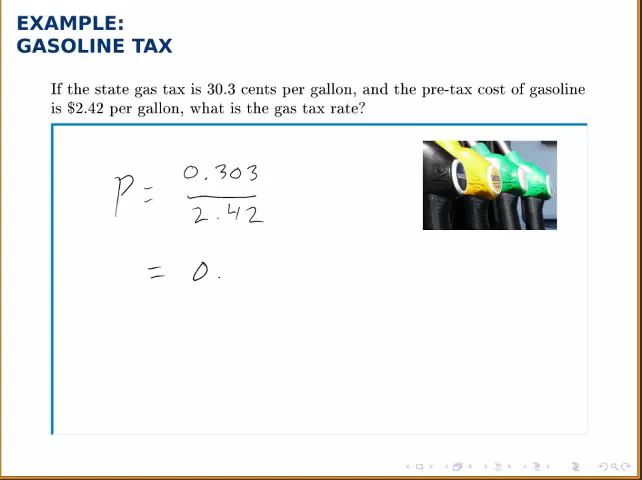 EXAMPLE:
GASOLINE TAX
If the state gas tax is 30.3 cents per gallon, and the pre-tax cost of gasoline
is $2.42 per gallon, what is the gas tax rate?
P = 0.303
2.42
= 0.